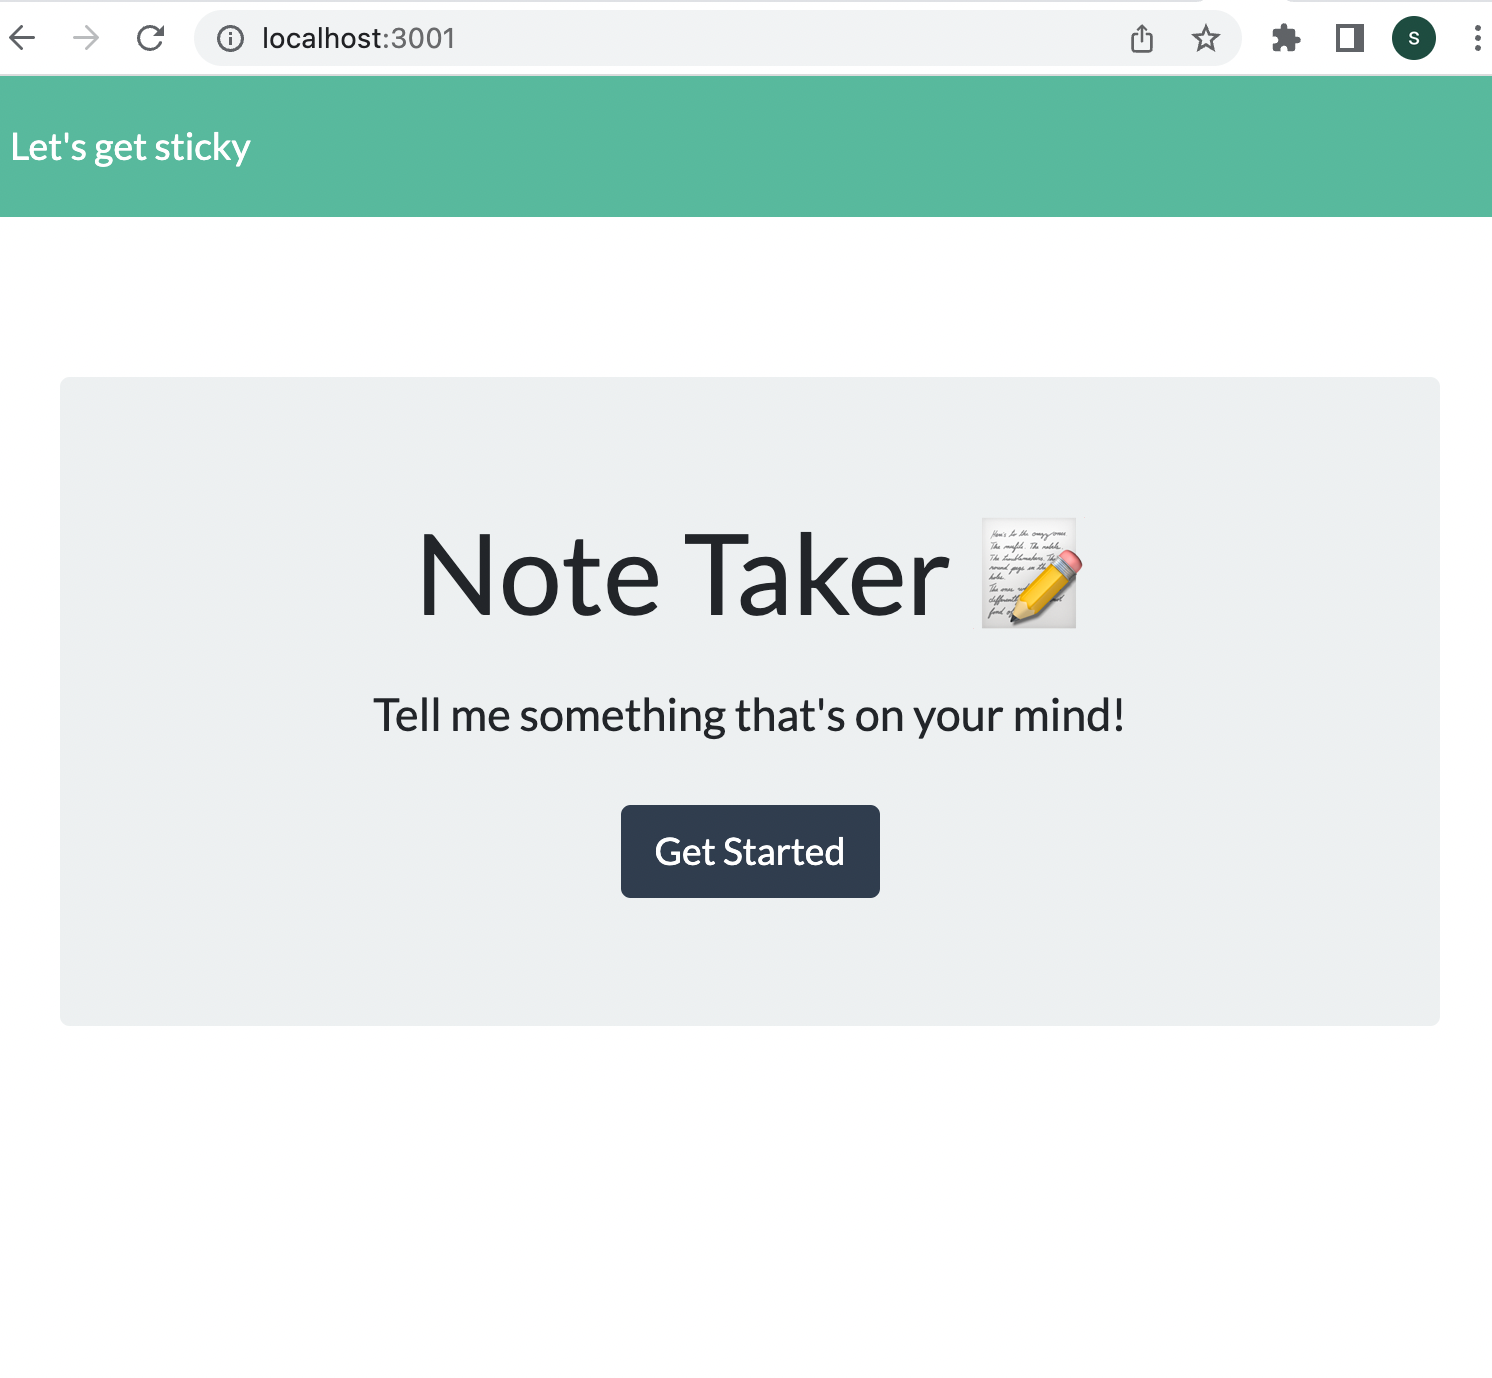 localhost:3001
S
Let's get sticky
Note Taker
Tell me something that's on your mind!
Get Started